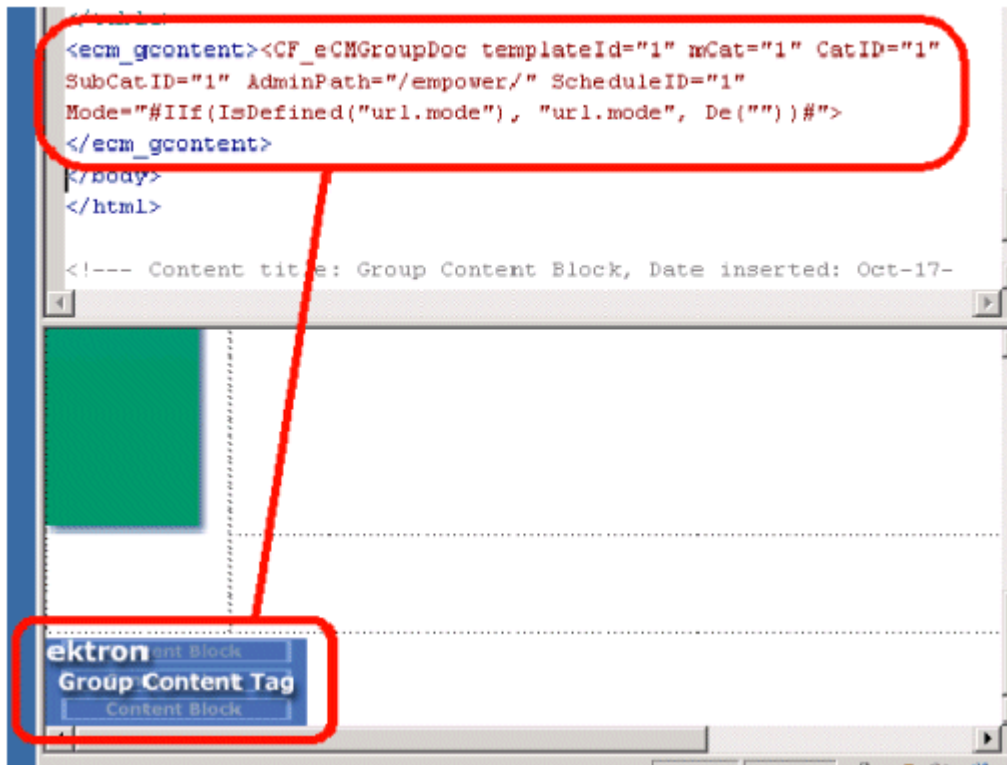 </table>
<ecm_gcontent><CF_eCMGroupDoc templateId="1" mCat="1" CatID="1"
SubCatID="1" AdminPath="/empower/" ScheduleID="1"
Mode="#IIf(IsDefined("url.mode"), "url.mode", De(""))#">
</ecm_gcontent>
</body>
</html>
<!--- Content title: Group Content Block, Date inserted: Oct-17-
ektron
Group Content Tag
Content Block